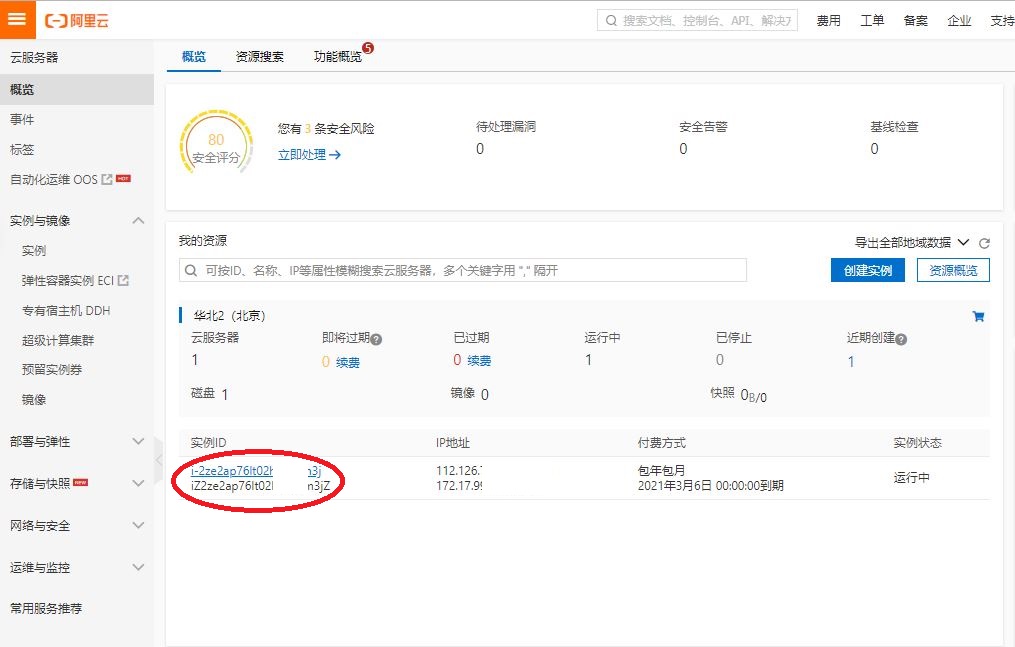 阿里云
搜索文档、控制台、API、解决方
费用 工单 备案 企业 支持
云服务器
概览
事件
标签
自动化运维 OOS HOT
实例与镜像
实例
弹性容器实例 ECI
专有宿主机 DDH
超级计算集群
预留实例券
镜像
部署与弹性
存储与快照 NEW
网络与安全
运维与监控
常用服务推荐
概览 资源搜索 功能概览 5
80
安全评分
您有 3 条安全风险
立即处理
待处理漏洞
0
安全告警
0
基线检查
0
我的资源
导出全部地域数据
可按ID、名称、IP等属性模糊搜索云服务器，多个关键字用 "," 隔开
创建实例 资源概览
华北2（北京）
云服务器 即将过期 已过期 运行中 已停止 近期创建
1 0 续费 0 续费 1 0 1
磁盘 1 镜像 0 快照 0B/0
实例ID IP地址 付费方式 实例状态
i-2ze2ap76lt02 3j 112.126. 包年包月
iZ2ze2ap76lt02 3jZ 172.17.9 2021年3月6日 00:00:00到期
运行中